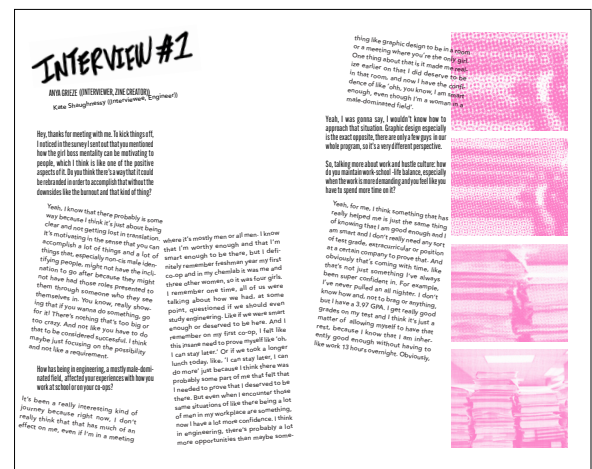 INTERVIEW #1
ANYA GRIEZE ((INTERVIEWER, ZINE CREATOR))
Kate Shaughnessy ((Interviewee, Engineer))
Hey, thanks for meeting with me. To kick things off,
I noticed in the survey I sent out that you mentioned
how the girl boss mentality can be motivating to
people, which I think is like one of the positive
aspects of it. Do you think there's a way that it could
be rebranded in order to accomplish that without the
downsides like the burnout and that kind of thing?
Yeah, I know that there probably is some
way because I think it's just about being
clear and not getting lost in translation.
It's motivating in the sense that you can
accomplish a lot of things and a lot of
things that, especially non-cis male iden-
tifying people, might not have the incli-
nation to go after because they might
not have had those roles presented to
them through someone who they see
themselves in. You know, really show-
ing that if you wanna do something, go
for it! There's nothing that's too big or
too crazy. And not like you have to do
that to be considered successful. I think
maybe just focusing on the possibility
and not like a requirement.
How has being in engineering, a mostly male-domi-
nated field, affected your experiences with how you
work at school or on your co-ops?
It's been a really interesting kind of
journey because right now, I don't
really think that that has much of an
effect on me, even if I'm in a meeting
where it's mostly men or all men. I know
that I'm worthy enough and that I'm
smart enough to be there, but I defi-
nitely remember freshman year my first
co-op and in my chemlab it was me and
three other women, so it was four girls.
I remember one time, all of us were
talking about how we had, at some
point, questioned if we should even
study engineering. Like if we were smart
enough or deserved to be here. And I
remember on my first co-op, I felt like
this insane need to prove myself like 'oh,
I can stay later.' Or if we took a longer
lunch today, like, 'I can stay later, I can
do more' just because I think there was
probably some part of me that felt that
I needed to prove that I deserved to be
there. But even when I encounter those
same situations of like there being a lot
of men in my workplace are something,
now I have a lot more confidence. I think
in engineering, there's probably a lot
more opportunities than maybe some-
thing like graphic design to be in a room
or a meeting where you're the only girl.
One thing about that is it made me real-
ize earlier on that I did deserve to be
in that room, and now I have the confi-
dence of like 'ohh, you know, I am smart
enough, even though I'm a woman in a
male-dominated field'.
Yeah, I was gonna say, I wouldn't know how to
approach that situation. Graphic design especially
is the exact opposite, there are only a few guys in our
whole program, so it's a very different perspective.
So, talking more about work and hustle culture: how
do you maintain work-school -life balance, especially
when the work is more demanding and you feel like you
have to spend more time on it?
Yeah, for me, I think something that has
really helped me is just the same thing
of knowing that I am good enough and I
am smart and I don't really need any sort
of test grade, extracurricular or position
at a certain company to prove that. And
obviously that's coming with time, like
that's not just something I've always
been super confident in. For example,
I've never pulled an all nighter. I don't
know how and, not to brag or anything,
but I have a 3.97 GPA. I get really good
grades on my test and I think it's just a
matter of allowing myself to have that
rest, because I know that I am inher-
ently good enough without having to
like work 13 hours overnight. Obviously,